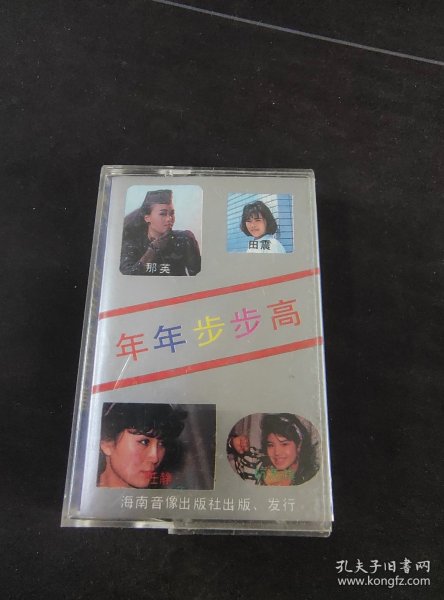 那英
田震
年年步步高
汪静
海南音像出版社出版、发行
孔夫子旧书网
www.kongfz.com